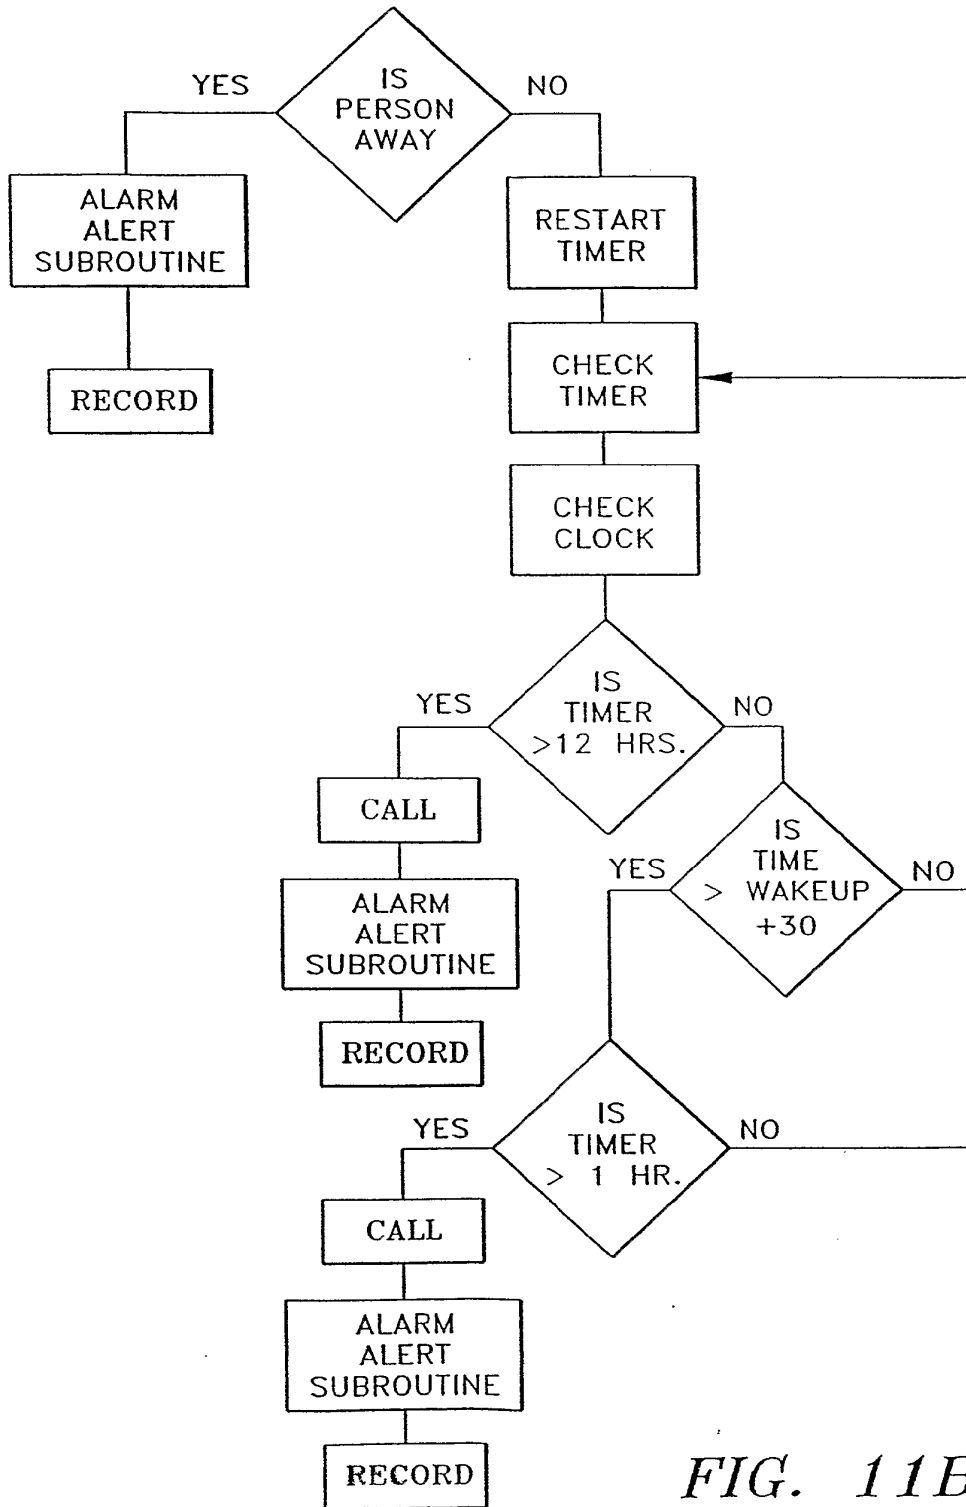 YES
IS
PERSON
AWAY
NO
ALARM
ALERT
SUBROUTINE
RECORD
RESTART
TIMER
CHECK
TIMER
CHECK
CLOCK
YES
IS
TIMER
>12 HRS.
NO
CALL
ALARM
ALERT
SUBROUTINE
RECORD
YES
IS
TIME
> WAKEUP
+30
NO
YES
IS
TIMER
> 1 HR.
NO
CALL
ALARM
ALERT
SUBROUTINE
RECORD
FIG. 11B